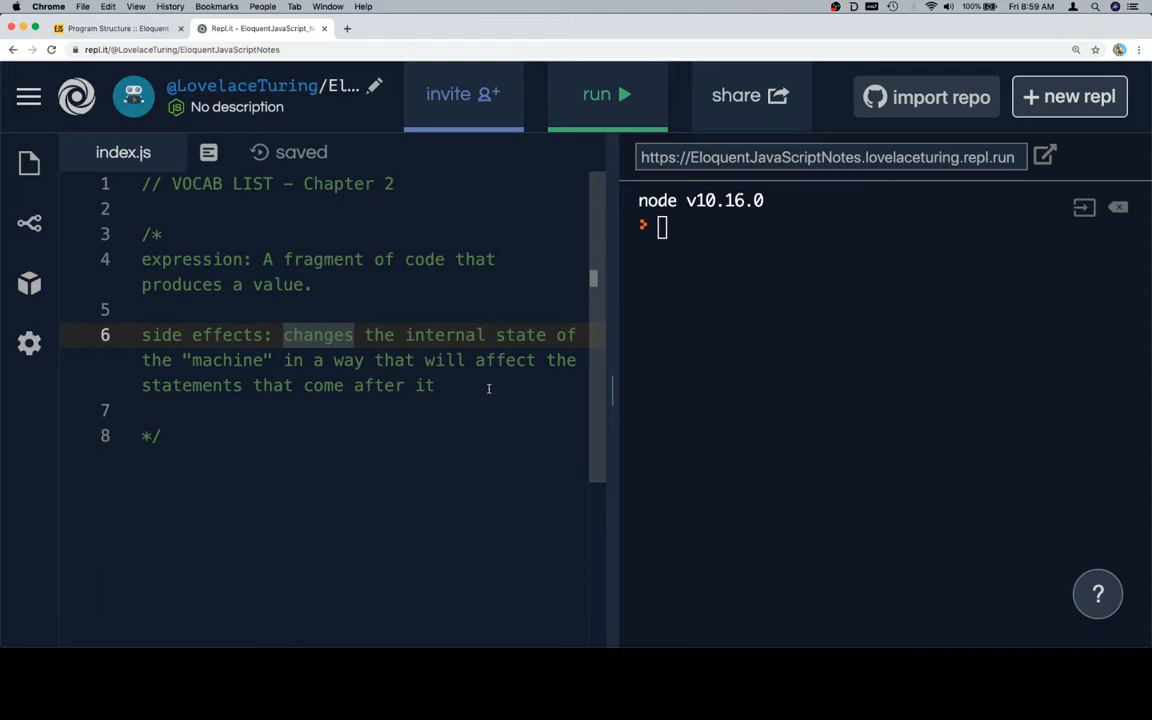 Chrome File Edit View History Bookmarks People Tab Window Help 100% Fri 8:59 AM
Program Structure :: Eloquent Repl.it - EloquentJavaScript_N
repl.it/@LovelaceTuring/EloquentJavaScriptNotes
@LovelaceTuring/El...
No description
invite
run
share
import repo
+ new repl
index.js
saved
https://EloquentJavaScriptNotes.lovelaceturing.repl.run
1 // VOCAB LIST - Chapter 2
2
3 /*
4 expression: A fragment of code that
produces a value.
5
6 side effects: changes the internal state of
the "machine" in a way that will affect the
statements that come after it
7
8 */
node v10.16.0
?